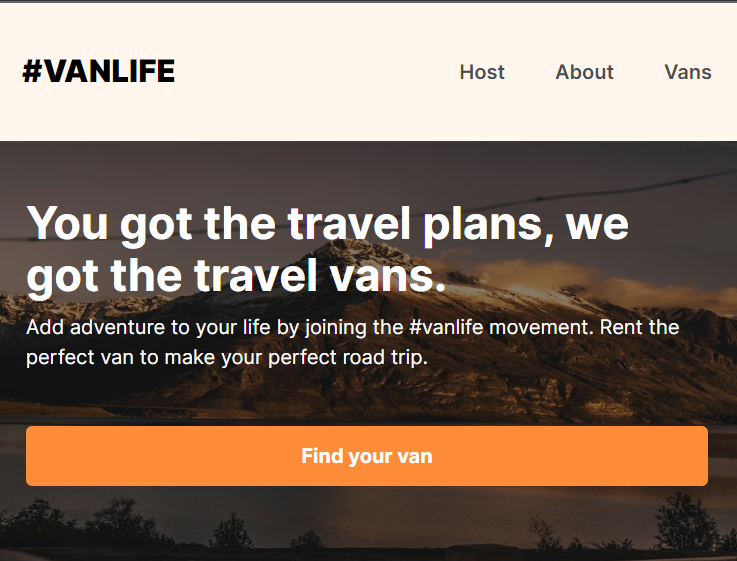 #VANLIFE
Host About Vans
You got the travel plans, we
got the travel vans.
Add adventure to your life by joining the #vanlife movement. Rent the
perfect van to make your perfect road trip.
Find your van